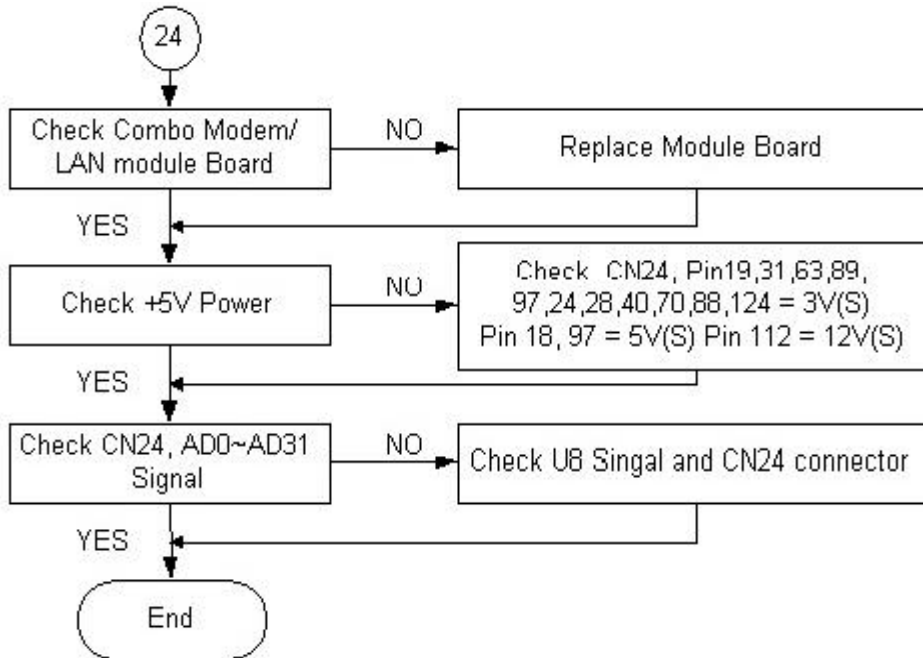 24
Check Combo Modem/
LAN module Board
NO
Replace Module Board
YES
Check +5V Power
NO
Check CN24, Pin19,31,63,89,
97,24,28,40,70,88,124 = 3V(S)
Pin 18, 97 = 5V(S) Pin 112 = 12V(S)
YES
Check CN24, AD0~AD31
Signal
NO
Check U8 Singal and CN24 connector
YES
End